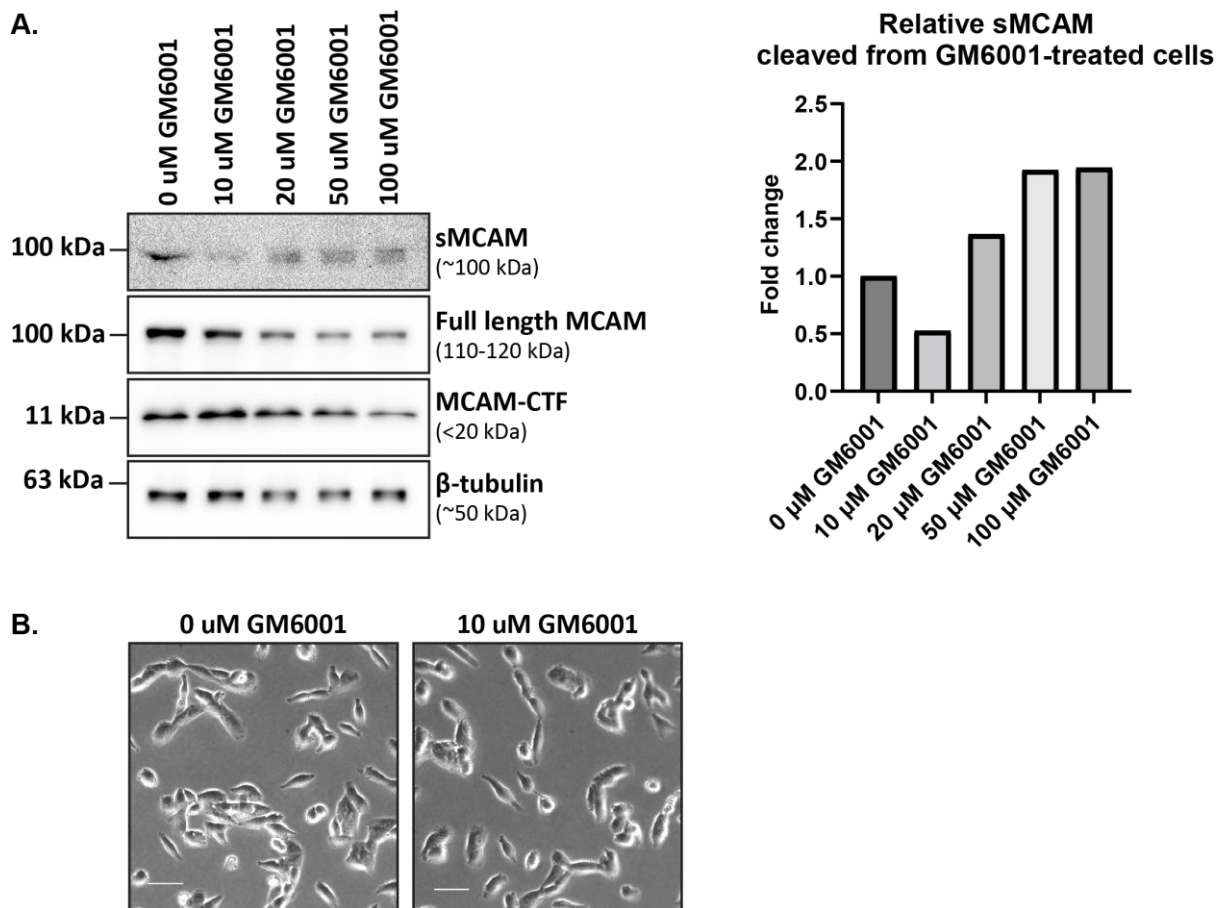 A.
0 uM GM6001
10 uM GM6001
20 uM GM6001
50 uM GM6001
100 uM GM6001
100 kDa
sMCAM
(~100 kDa)
100 kDa
Full length MCAM
(110-120 kDa)
11 kDa
MCAM-CTF
(<20 kDa)
63 kDa
β-tubulin
(~50 kDa)
Relative sMCAM
cleaved from GM6001-treated cells
Fold change
2.5
2.0
1.5
1.0
0.5
0.0
0 µM GM6001
10 µM GM6001
20 µM GM6001
50 µM GM6001
100 µM GM6001
B.
0 uM GM6001
10 uM GM6001